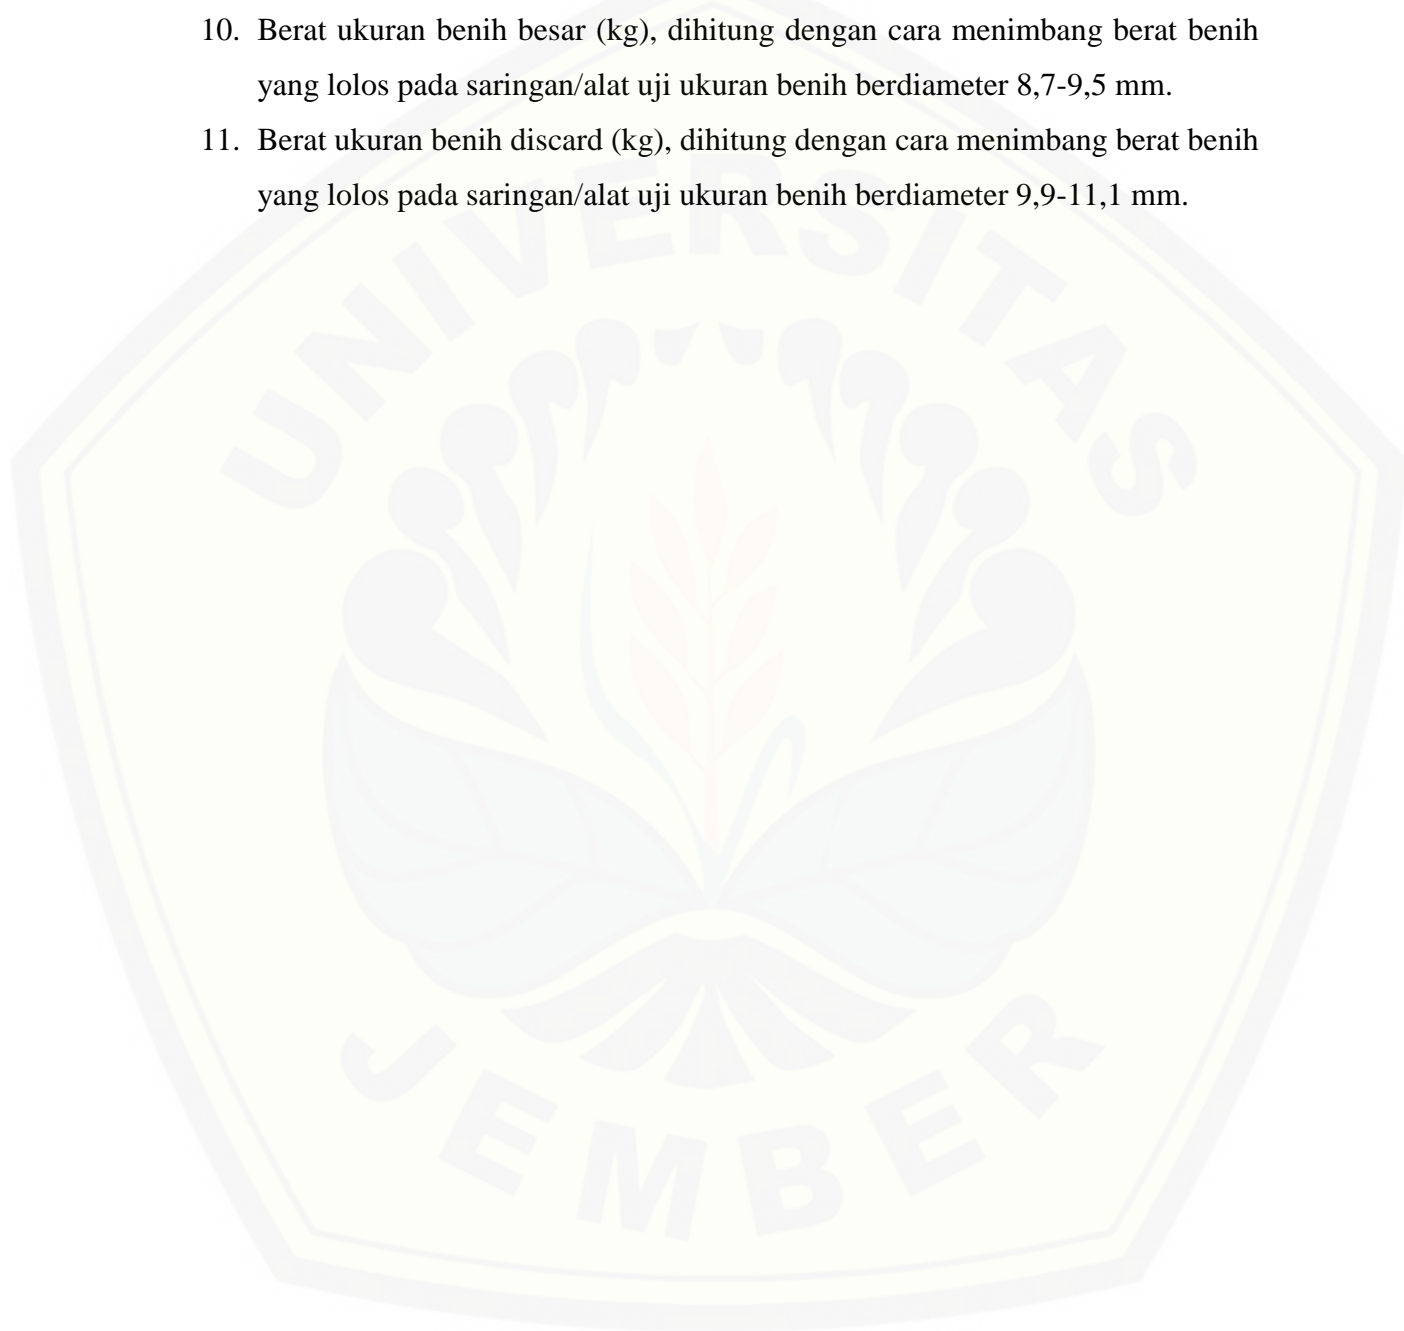 10. Berat ukuran benih besar (kg), dihitung dengan cara menimbang berat benih
yang lolos pada saringan/alat uji ukuran benih berdiameter 8,7-9,5 mm.
11. Berat ukuran benih discard (kg), dihitung dengan cara menimbang berat benih
yang lolos pada saringan/alat uji ukuran benih berdiameter 9,9-11,1 mm.
UNIVERSITAS
JEMBER